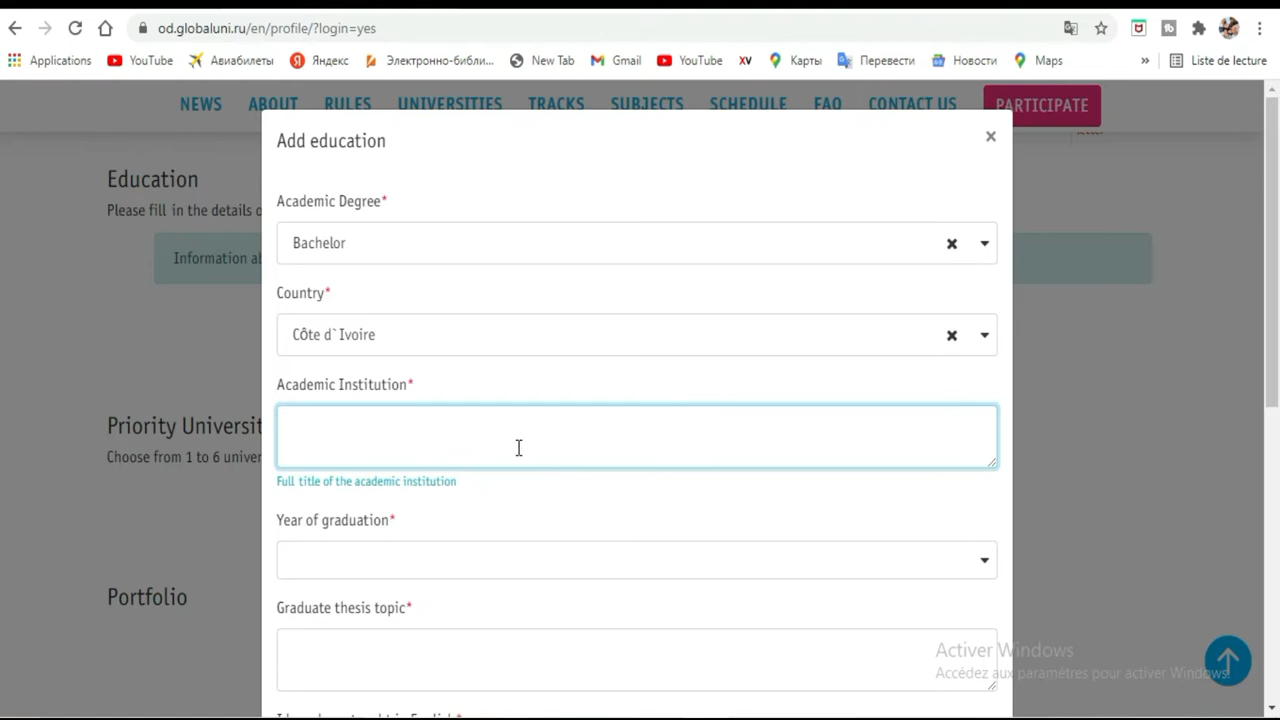 od.globaluni.ru/en/profile/?login=yes
Applications YouTube Авиабилеты Яндекс Электронно-библи... New Tab Gmail YouTube XV Карты Перевести Новости Maps » Liste de lecture
NEWS ABOUT RULES UNIVERSITIES TRACKS SUBJECTS SCHEDULE FAQ CONTACT US PARTICIPATE
Add education ×
Education
Please fill in the details
Information
Academic Degree*
Bachelor
Country*
Côte d`Ivoire
Academic Institution*
Full title of the academic institution
Priority
Choose from 1 to 6
Year of graduation*
Portfolio
Graduate thesis topic*
Activer Windows
Accédez aux paramètres pour activer Windows.